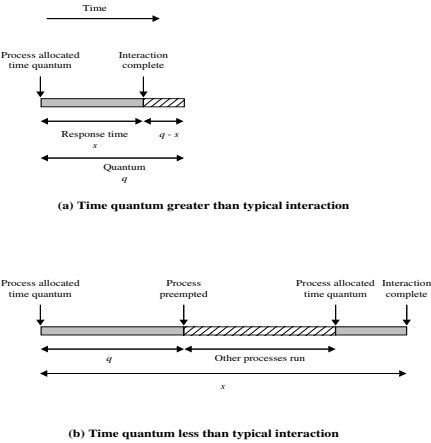 Time
Process allocated
time quantum
Interaction
complete
Response time
s
q - s
Quantum
q
(a) Time quantum greater than typical interaction
Process allocated
time quantum
Process
preempted
Process allocated
time quantum
Interaction
complete
q
Other processes run
s
(b) Time quantum less than typical interaction